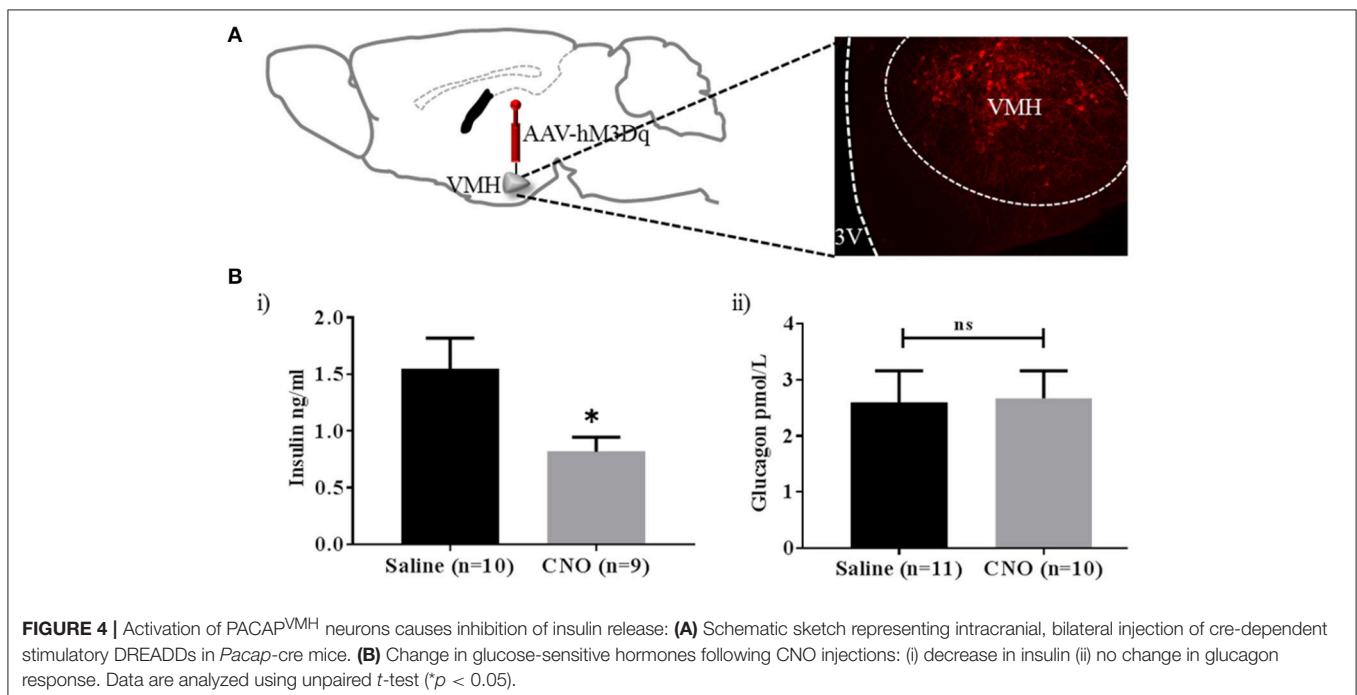 A
AAV-hM3Dq
VMH
VMH
3V
B
i)
2.0
1.5
1.0
0.5
0.0
Insulin ng/ml
*
Saline (n=10) CNO (n=9)
ii)
4
3
2
1
0
Glucagon pmol/L
ns
Saline (n=11) CNO (n=10)
FIGURE 4 | Activation of PACAPVMH neurons causes inhibition of insulin release: (A) Schematic sketch representing intracranial, bilateral injection of cre-dependent
stimulatory DREADDs in Pacap-cre mice. (B) Change in glucose-sensitive hormones following CNO injections: (i) decrease in insulin (ii) no change in glucagon
response. Data are analyzed using unpaired t-test (*p < 0.05).